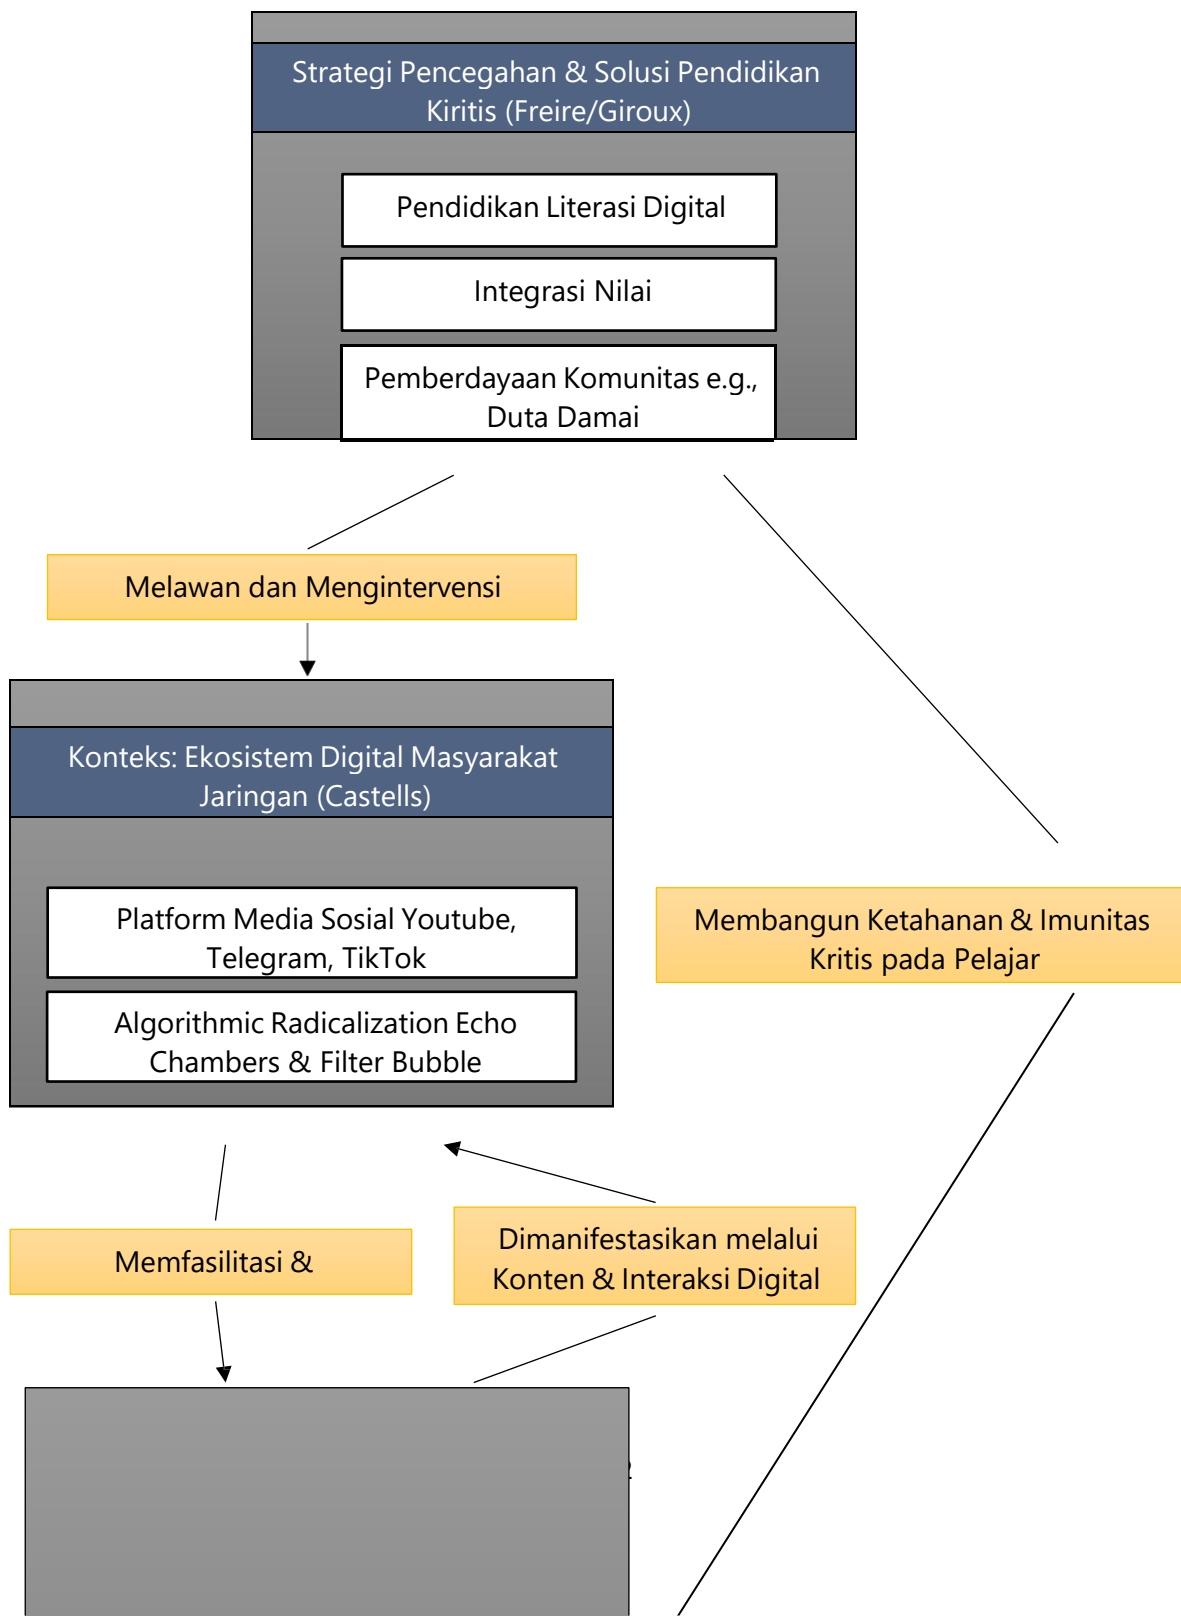 Strategi Pencegahan & Solusi Pendidikan
Kiritis (Freire/Giroux)
Pendidikan Literasi Digital
Integrasi Nilai
Pemberdayaan Komunitas e.g.,
Duta Damai
Melawan dan Mengintervensi
Konteks: Ekosistem Digital Masyarakat
Jaringan (Castells)
Platform Media Sosial Youtube,
Telegram, TikTok
Algorithmic Radicalization Echo
Chambers & Filter Bubble
Membangun Ketahanan & Imunitas
Kritis pada Pelajar
Memfasilitasi &
Dimanifestasikan melalui
Konten & Interaksi Digital